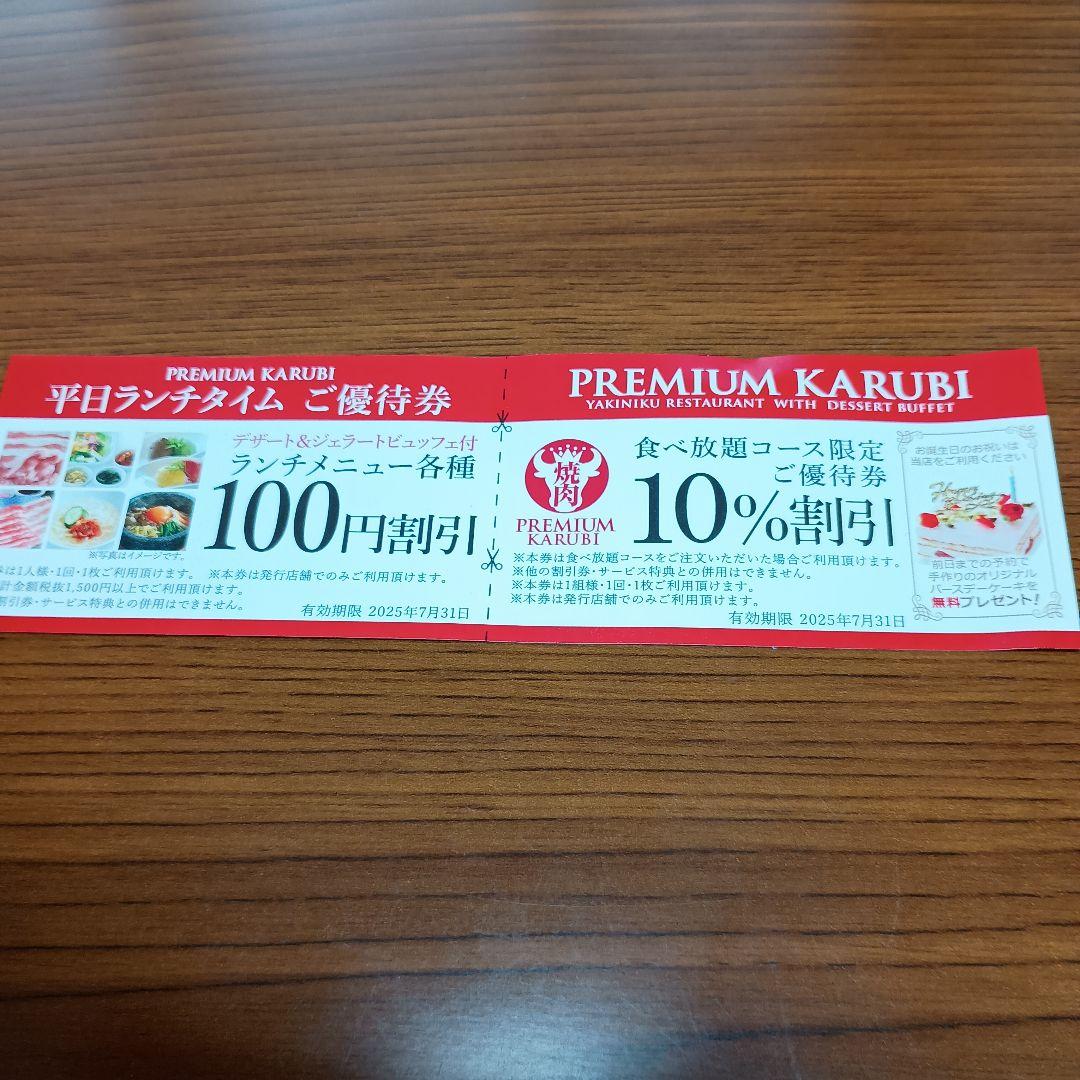 PREMIUM KARUBI
平日ランチタイム ご優待券
デザート&ジェラートビュッフェ付
ランチメニュー各種
100円割引
※写真はイメージです。
は1人様・1回・1枚ご利用頂けます。 ※本券は発行店舗でのみご利用頂けます。
計金額税抜1,500円以上でご利用頂けます。
割引券・サービス特典との併用はできません。
有効期限 2025年7月31日
PREMIUM KARUBI
YAKINIKU RESTAURANT WITH DESSERT BUFFET
焼肉
PREMIUM
KARUBI
食べ放題コース限定
ご優待券
10%割引
※本券は食べ放題コースをご注文いただいた場合ご利用頂けます。
※他の割引券・サービス特典との併用はできません。
※本券は1組様・1回・1枚ご利用頂けます。
※本券は発行店舗でのみご利用頂けます。
有効期限 2025年7月31日
お誕生日のお祝いは
当店をご利用ください
Happy
前日までの予約で
手作りのオリジナル
バースデーケーキを
無料プレゼント!